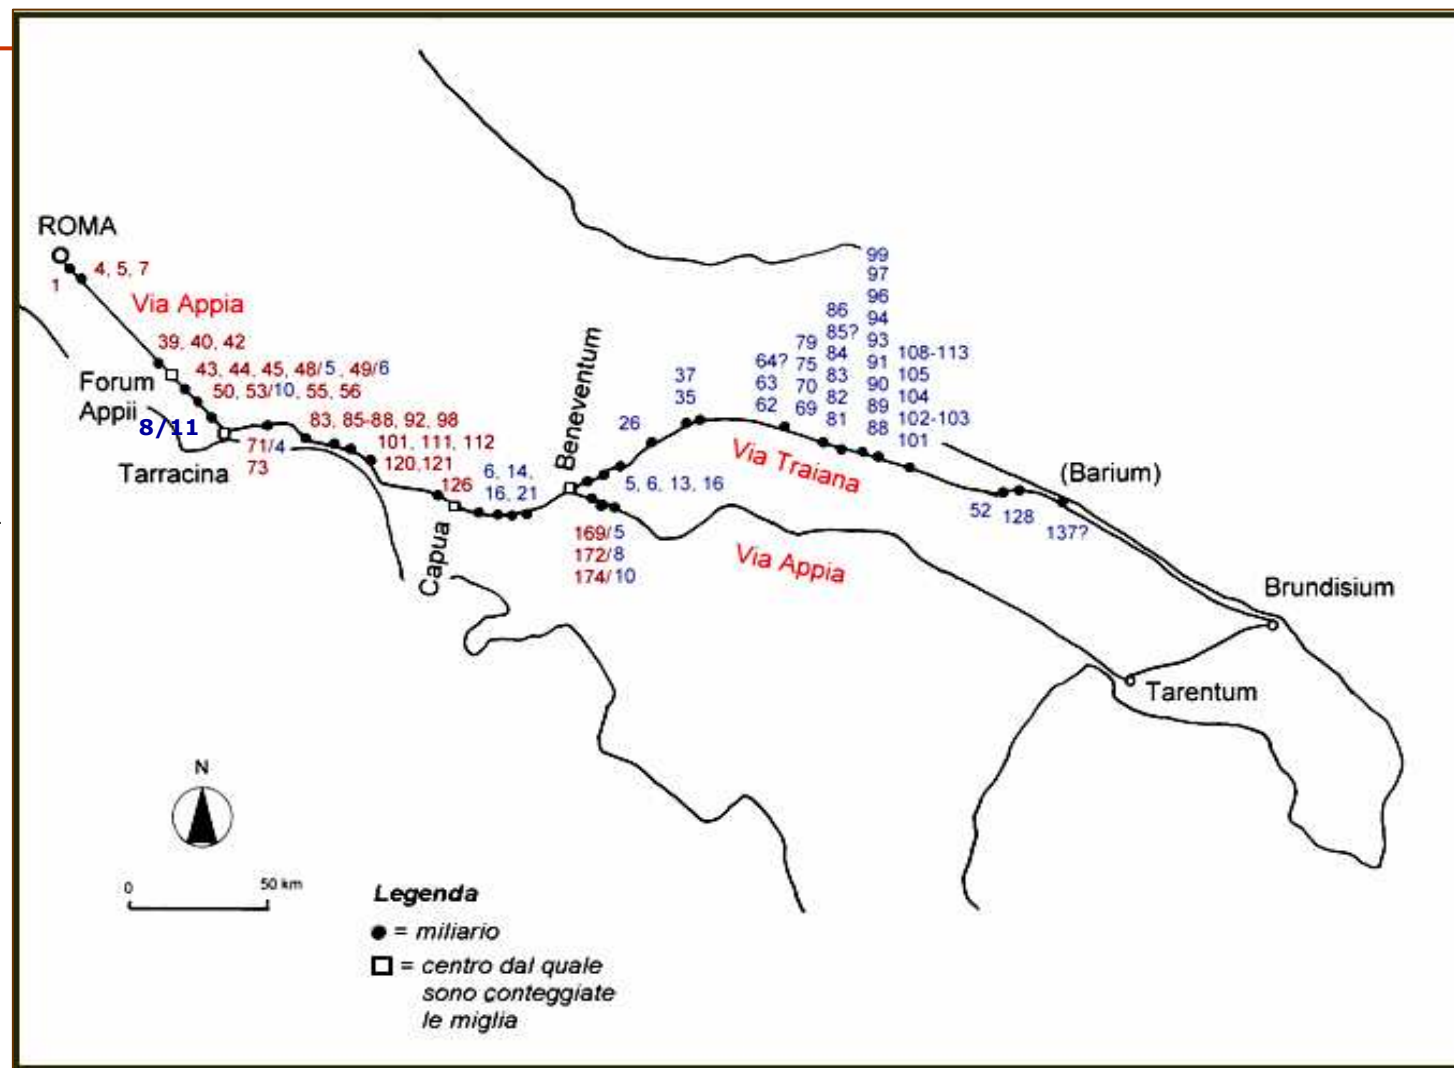 ROMA
1
4, 5, 7
Via Appia
39, 40, 42
Forum
Appii
43, 44, 45, 48/5 , 49/6
50, 53/10, 55, 56
8/11
Tarracina
71/4
73
83, 85-88, 92, 98
101, 111, 112
120,121
126
Capua
6, 14,
16, 21
Beneventum
26
37
35
5, 6, 13, 16
169/5
172/8
174/10
Via Traiana
Via Appia
64?
63
62
79
75
70
69
86
85?
84
83
82
81
99
97
96
94
93
91
90
89
88
108-113
105
104
102-103
101
(Barium)
52
128
137?
Brundisium
Tarentum
N
0
50 km
Legenda
= miliario
= centro dal quale
sono conteggiate
le miglia